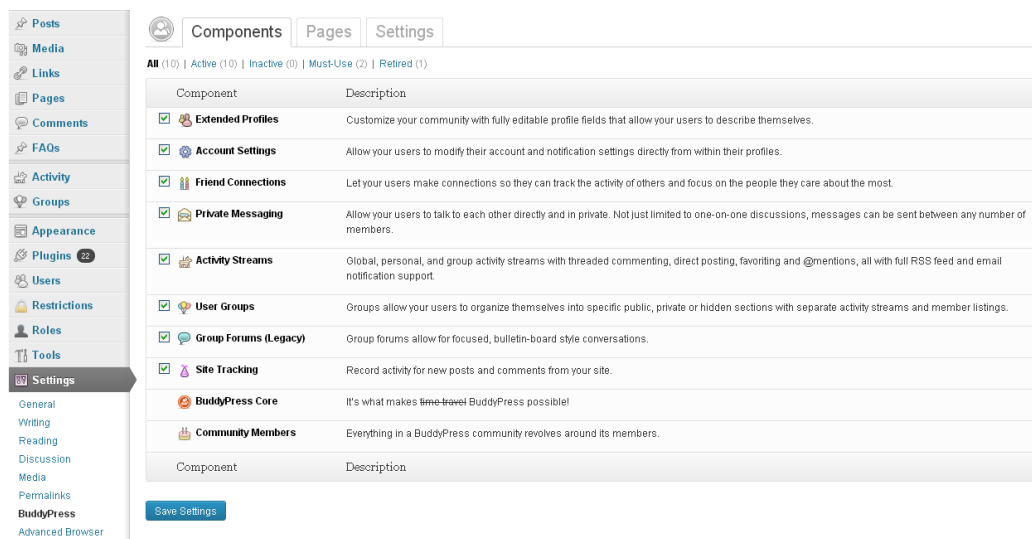 Posts
Media
Links
Pages
Comments
FAQs
Activity
Groups
Appearance
Plugins 22
Users
Restrictions
Roles
Tools
Settings
General
Writing
Reading
Discussion
Media
Permalinks
BuddyPress
Advanced Browser
Components Pages Settings
All (10) | Active (10) | Inactive (0) | Must-Use (2) | Retired (1)
Component Description
Extended Profiles Customize your community with fully editable profile fields that allow your users to describe themselves.
Account Settings Allow your users to modify their account and notification settings directly from within their profiles.
Friend Connections Let your users make connections so they can track the activity of others and focus on the people they care about the most.
Private Messaging Allow your users to talk to each other directly and in private. Not just limited to one-on-one discussions, messages can be sent between any number of
members.
Activity Streams Global, personal, and group activity streams with threaded commenting, direct posting, favoriting and @mentions, all with full RSS feed and email
notification support.
User Groups Groups allow your users to organize themselves into specific public, private or hidden sections with separate activity streams and member listings.
Group Forums (Legacy) Group forums allow for focused, bulletin-board style conversations.
Site Tracking Record activity for new posts and comments from your site.
BuddyPress Core It's what makes time travel BuddyPress possible!
Community Members Everything in a BuddyPress community revolves around its members.
Component Description
Save Settings